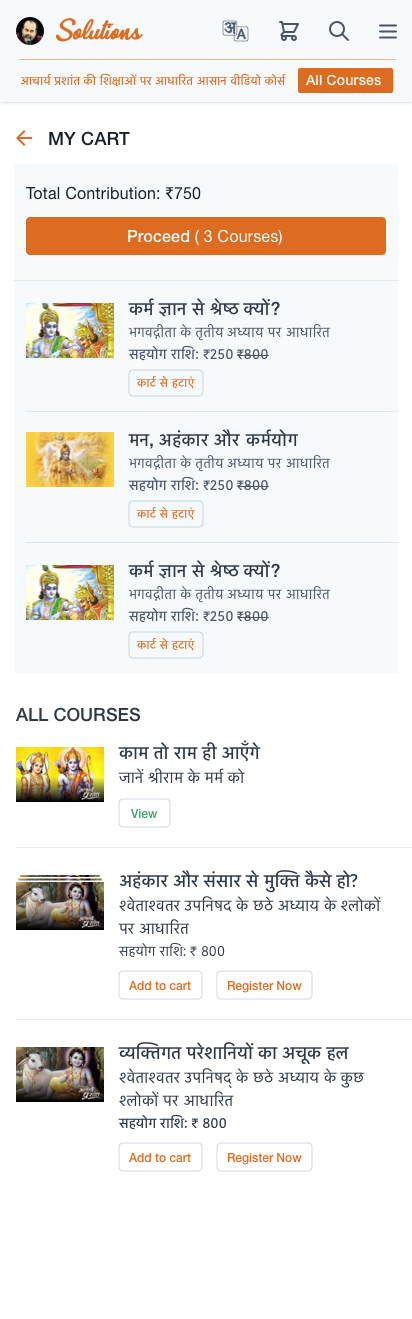 Solutions
अ A
आचार्य प्रशांत की शिक्षाओं पर आधारित आसान वीडियो कोर्स
All Courses
MY CART
Total Contribution: ₹750
Proceed ( 3 Courses)
कर्म ज्ञान से श्रेष्ठ क्यों?
भगवद्गीता के तृतीय अध्याय पर आधारित
सहयोग राशि: ₹250 ₹800
कार्ट से हटाएं
मन, अहंकार और कर्मयोग
भगवद्गीता के तृतीय अध्याय पर आधारित
सहयोग राशि: ₹250 ₹800
कार्ट से हटाएं
कर्म ज्ञान से श्रेष्ठ क्यों?
भगवद्गीता के तृतीय अध्याय पर आधारित
सहयोग राशि: ₹250 ₹800
कार्ट से हटाएं
ALL COURSES
काम तो राम ही आएँगे
जानें श्रीराम के मर्म को
View
अहंकार और संसार से मुक्ति कैसे हो?
श्वेताश्वतर उपनिषद के छठे अध्याय के श्लोकों
पर आधारित
सहयोग राशि: ₹ 800
Add to cart
Register Now
व्यक्तिगत परेशानियों का अचूक हल
श्वेताश्वतर उपनिषद् के छठे अध्याय के कुछ
श्लोकों पर आधारित
सहयोग राशि: ₹ 800
Add to cart
Register Now